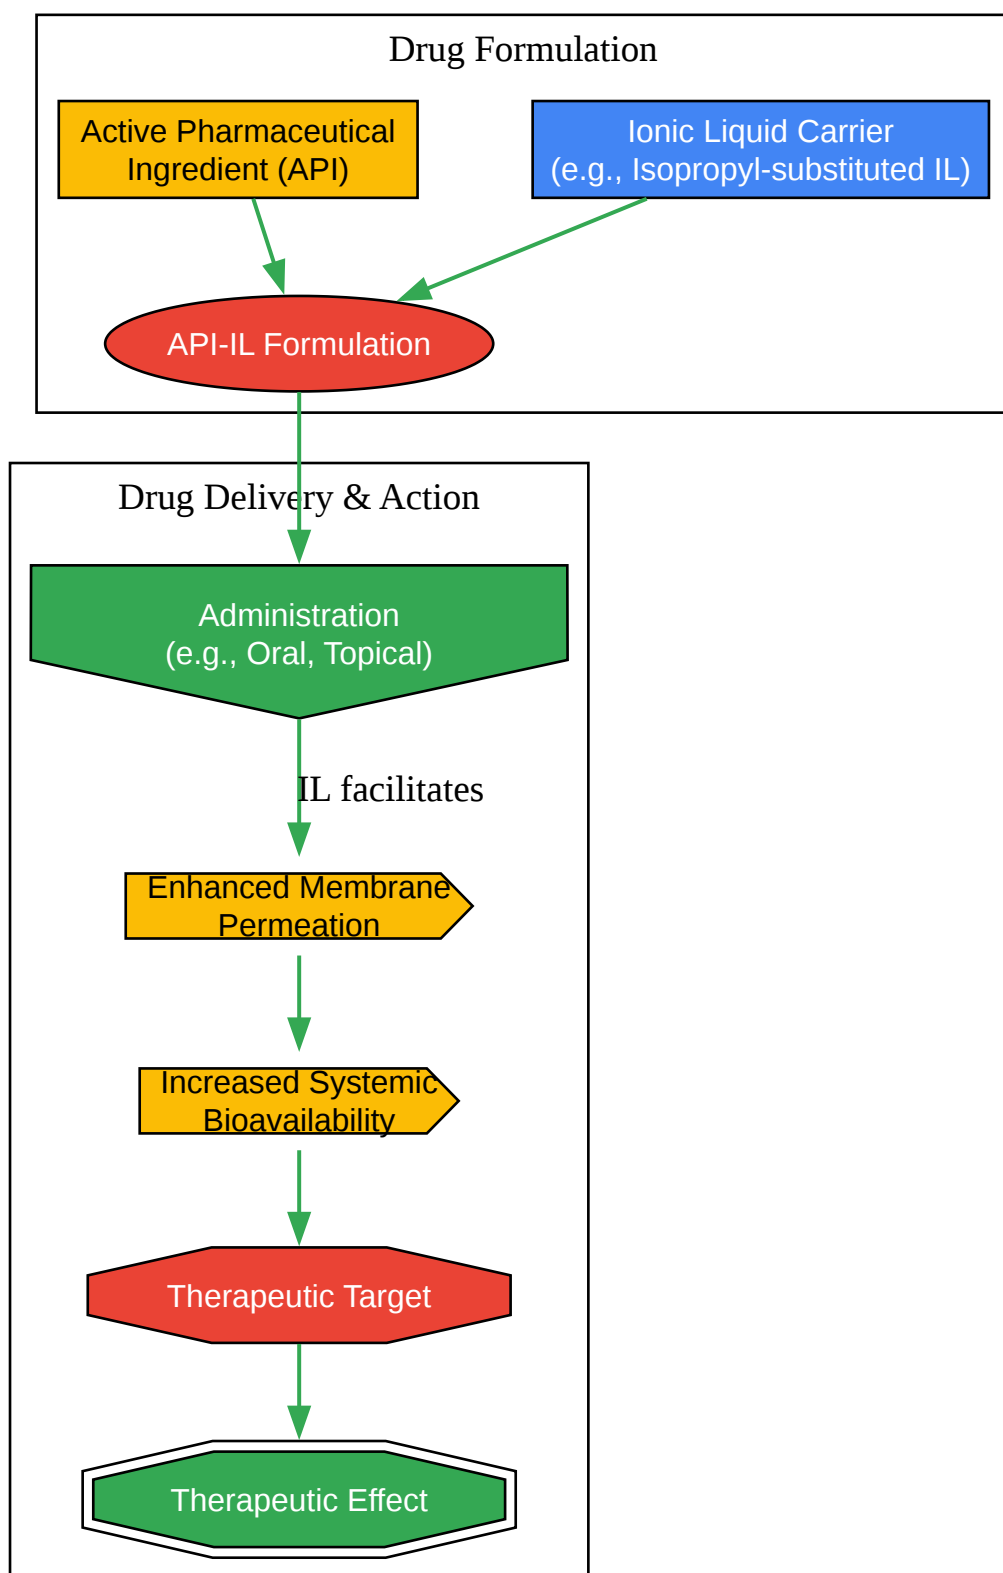 Drug Formulation
Active Pharmaceutical
Ingredient (API)
Ionic Liquid Carrier
(e.g., Isopropyl-substituted IL)
API-IL Formulation
Drug Delivery & Action
Administration
(e.g., Oral, Topical)
IL facilitates
Enhanced Membrane
Permeation
Increased Systemic
Bioavailability
Therapeutic Target
Therapeutic Effect